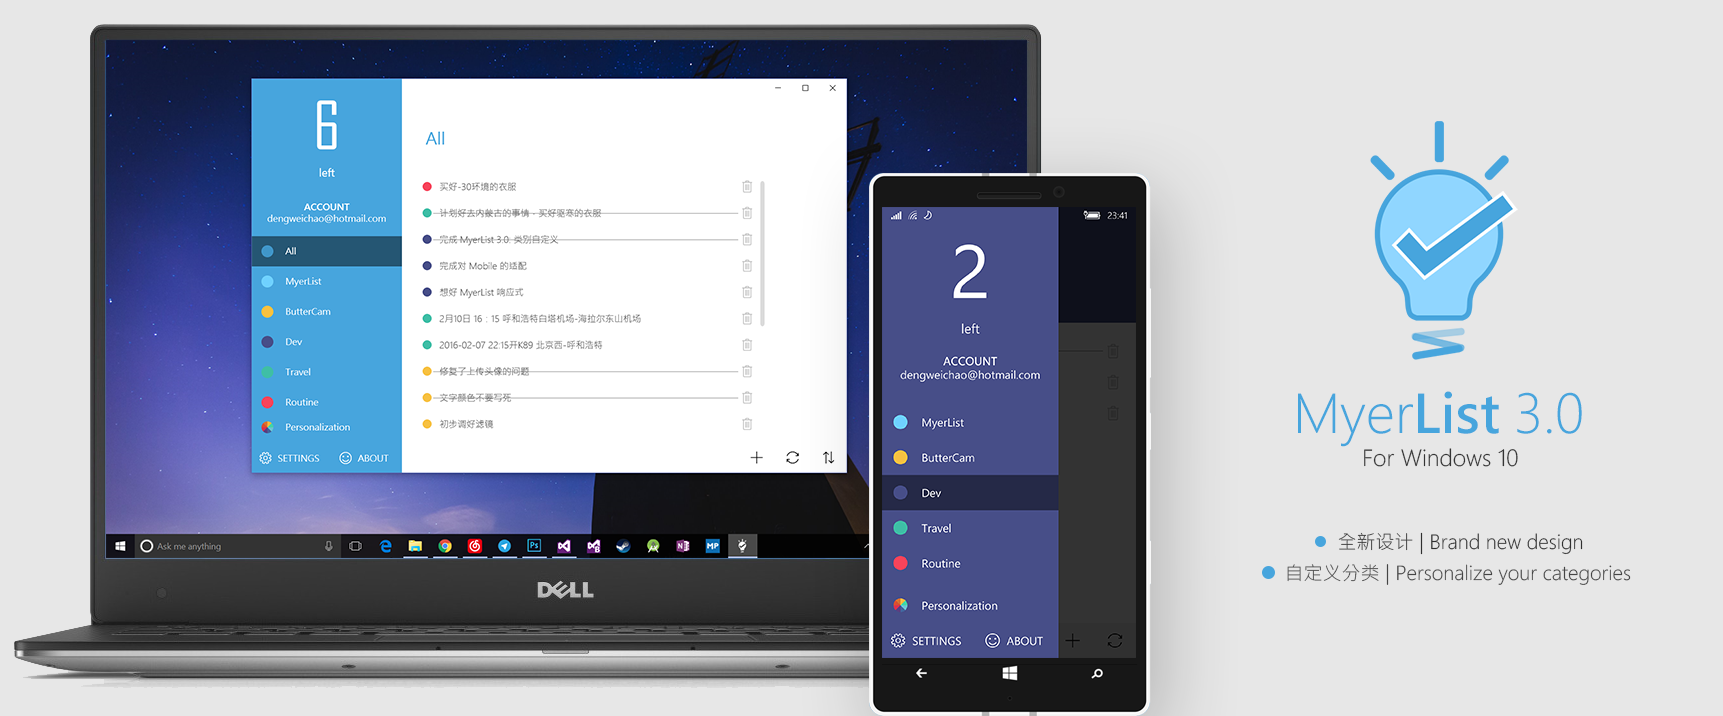 6
left
ACCOUNT
dengweichao@hotmail.com
All
MyerList
ButterCam
Dev
Travel
Routine
Personalization
SETTINGS
ABOUT
All
买好-30环境的衣服
计划好去内蒙古的事情 - 买好驱寒的衣服
完成 MyerList 3.0. 类别自定义
完成对 Mobile 的适配
想好 MyerList 响应式
2月10日 16：15 呼和浩特白塔机场-海拉尔东山机场
2016-02-07 22:15开K89 北京西-呼和浩特
修复了上传头像的问题
文字颜色不要写死
初步调好滤镜
Ask me anything
Ps
MP
DELL
23:41
2
left
ACCOUNT
dengweichao@hotmail.com
MyerList
ButterCam
Dev
Travel
Routine
Personalization
SETTINGS
ABOUT
MyerList 3.0
For Windows 10
全新设计 | Brand new design
自定义分类 | Personalize your categories